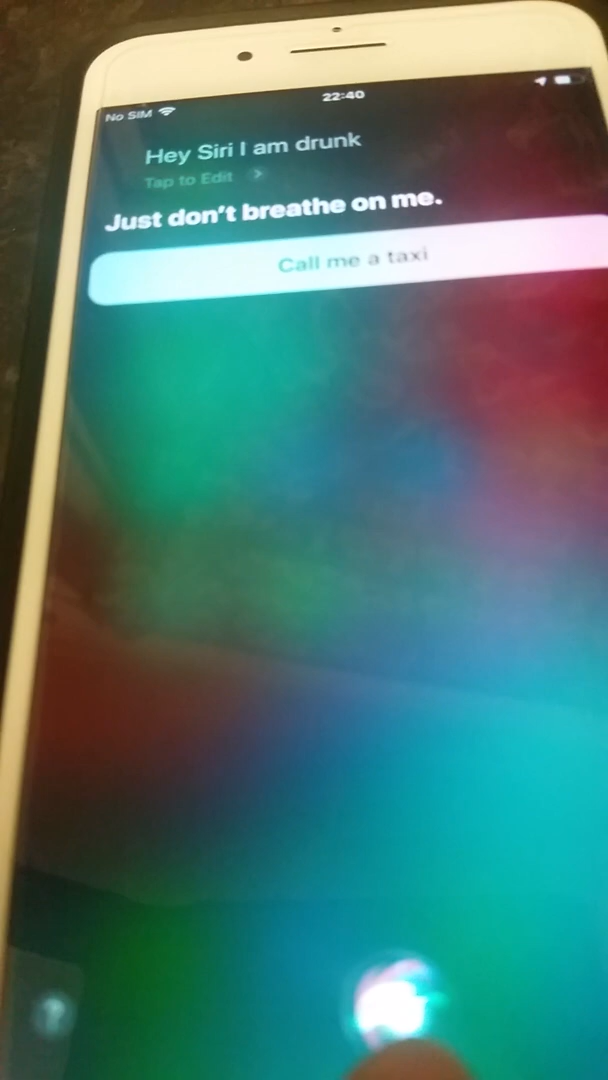 No SIM
22:40
Hey Siri I am drunk
Tap to Edit >
Just don't breathe on me.
Call me a taxi
?